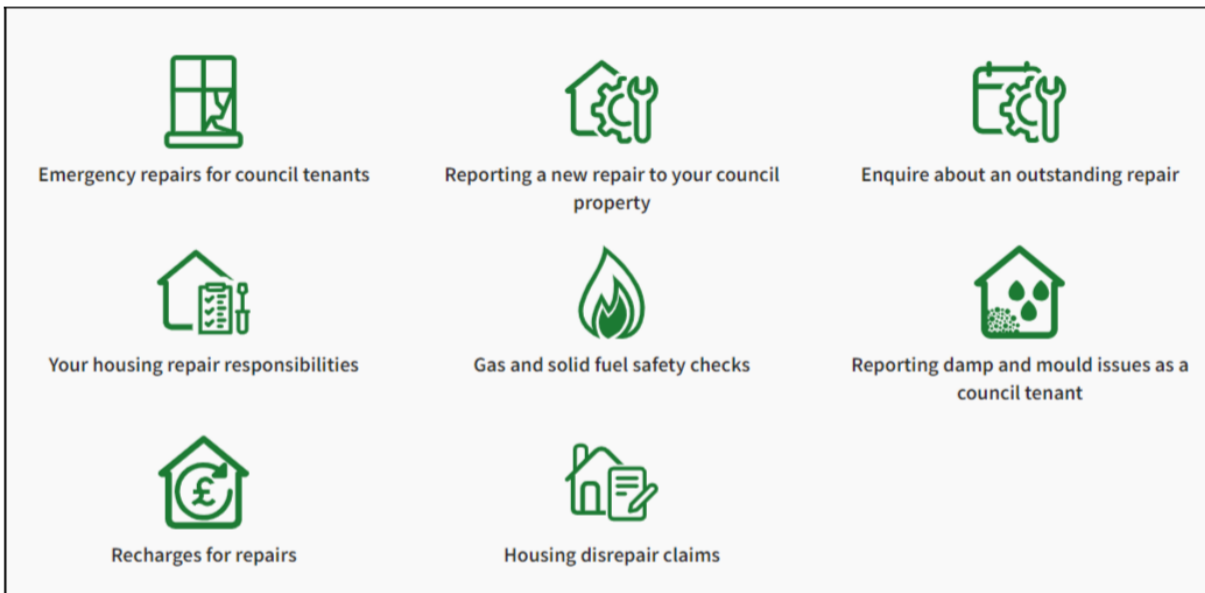 Emergency repairs for council tenants
Reporting a new repair to your council
property
Enquire about an outstanding repair
Your housing repair responsibilities
Gas and solid fuel safety checks
Reporting damp and mould issues as a
council tenant
£
Recharges for repairs
Housing disrepair claims